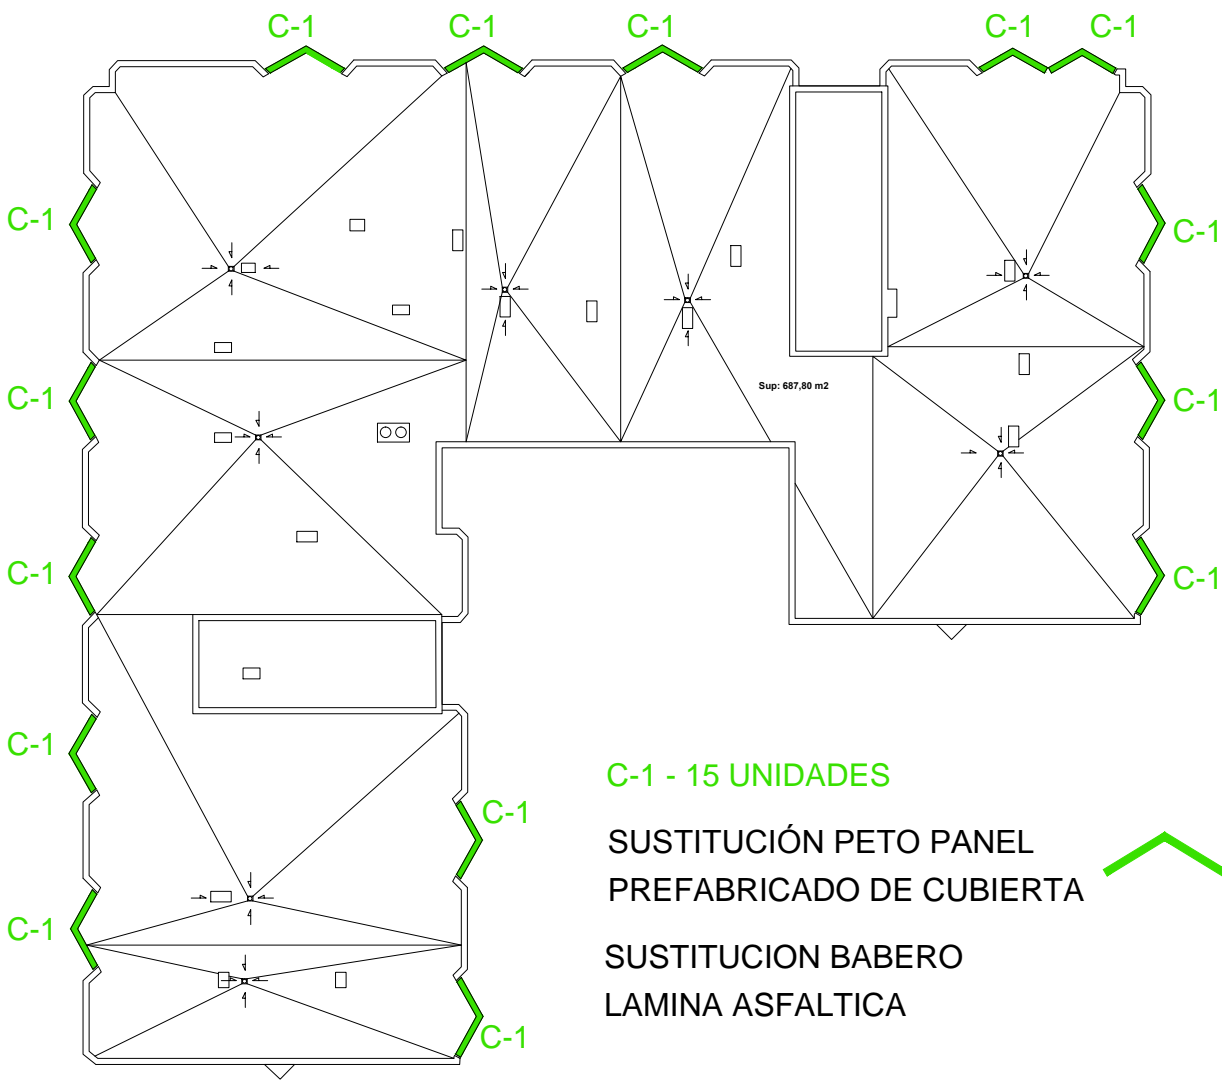 C-1 C-1 C-1 C-1 C-1
C-1 C-1
C-1 C-1
Sup: 687,80 m2
C-1 C-1
C-1
C-1 - 15 UNIDADES
C-1
SUSTITUCIÓN PETO PANEL
PREFABRICADO DE CUBIERTA
C-1
SUSTITUCION BABERO
LAMINA ASFALTICA
C-1